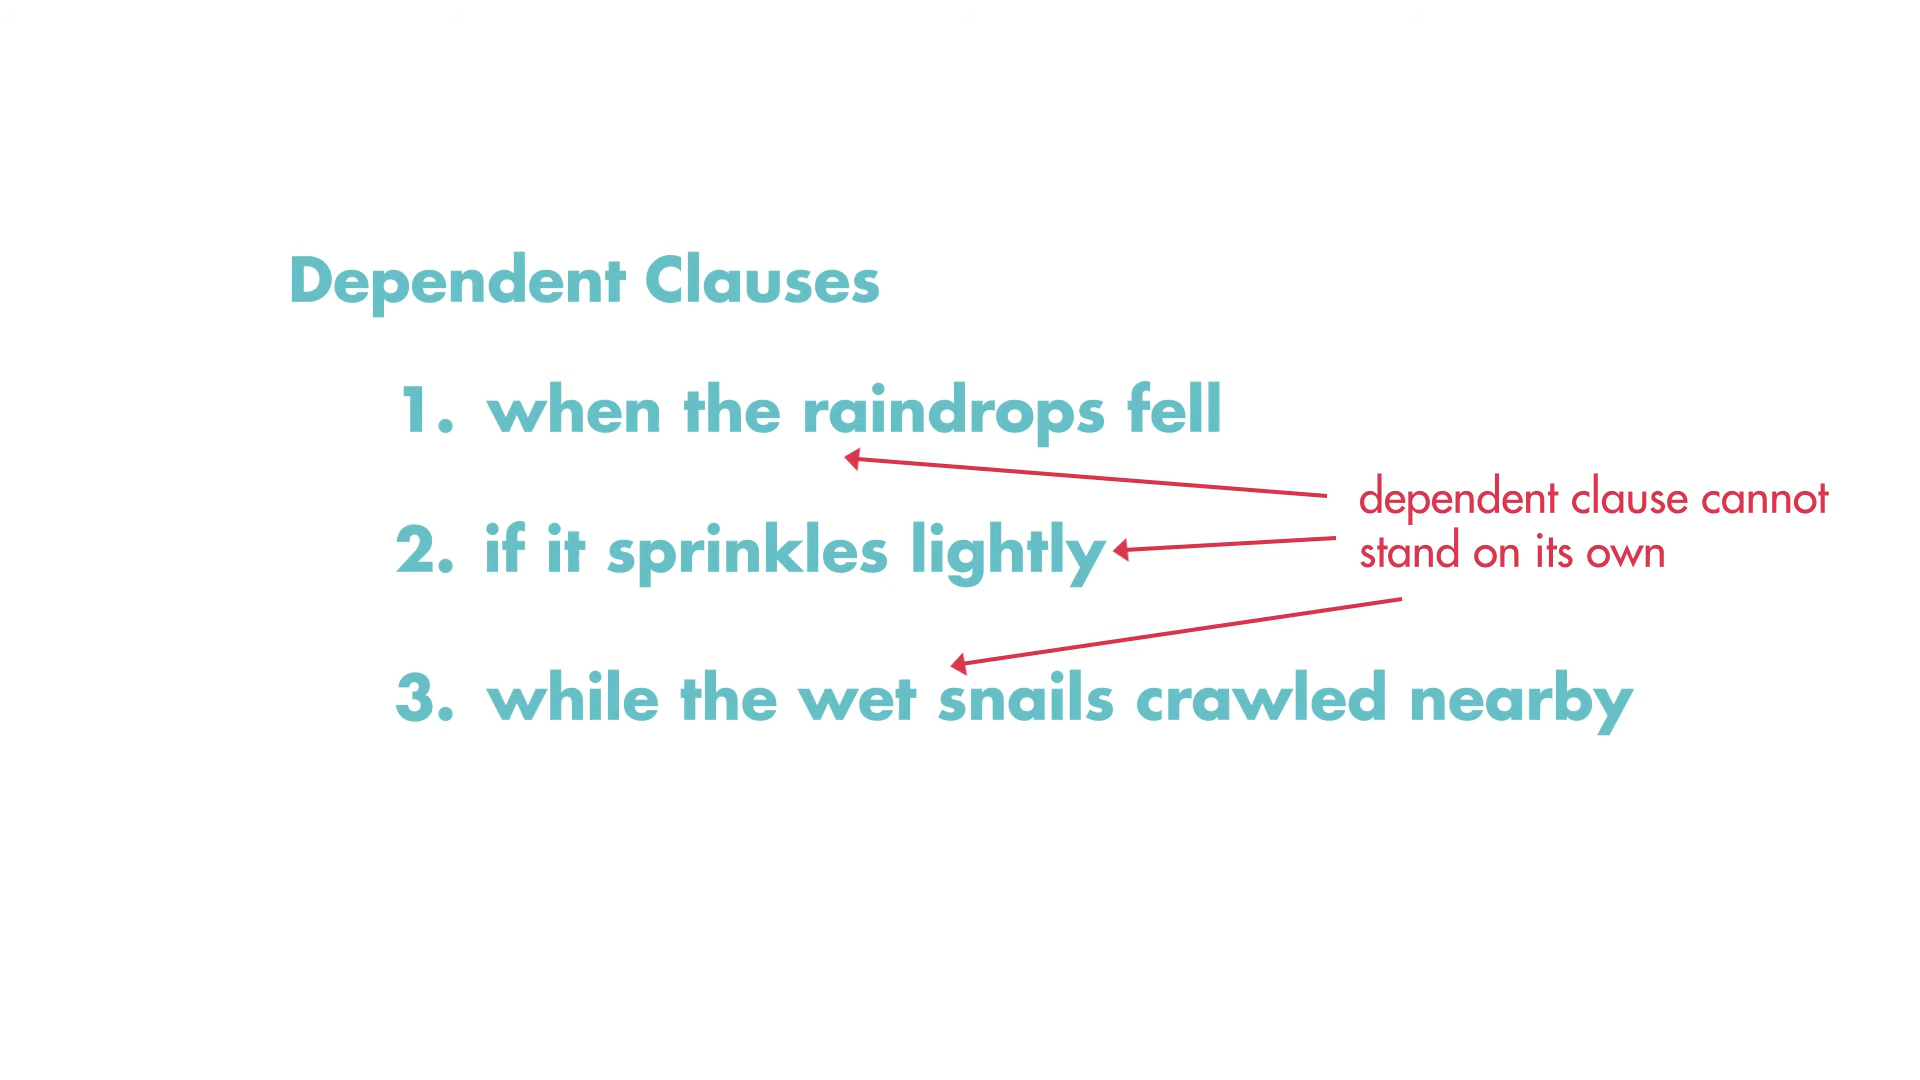 Dependent Clauses
1. when the raindrops fell
dependent clause cannot
stand on its own
2. if it sprinkles lightly
3. while the wet snails crawled nearby